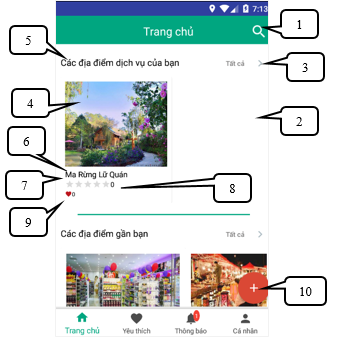 7:13
1
Trang chủ
5
Các địa điểm dịch vụ của bạn
Tất cả
3
4
2
6
Ma Rừng Lữ Quán
7
0
8
0
9
Các địa điểm gần bạn
Tất cả
+
10
1
Trang chủ
Yêu thích
Thông báo
Cá nhân